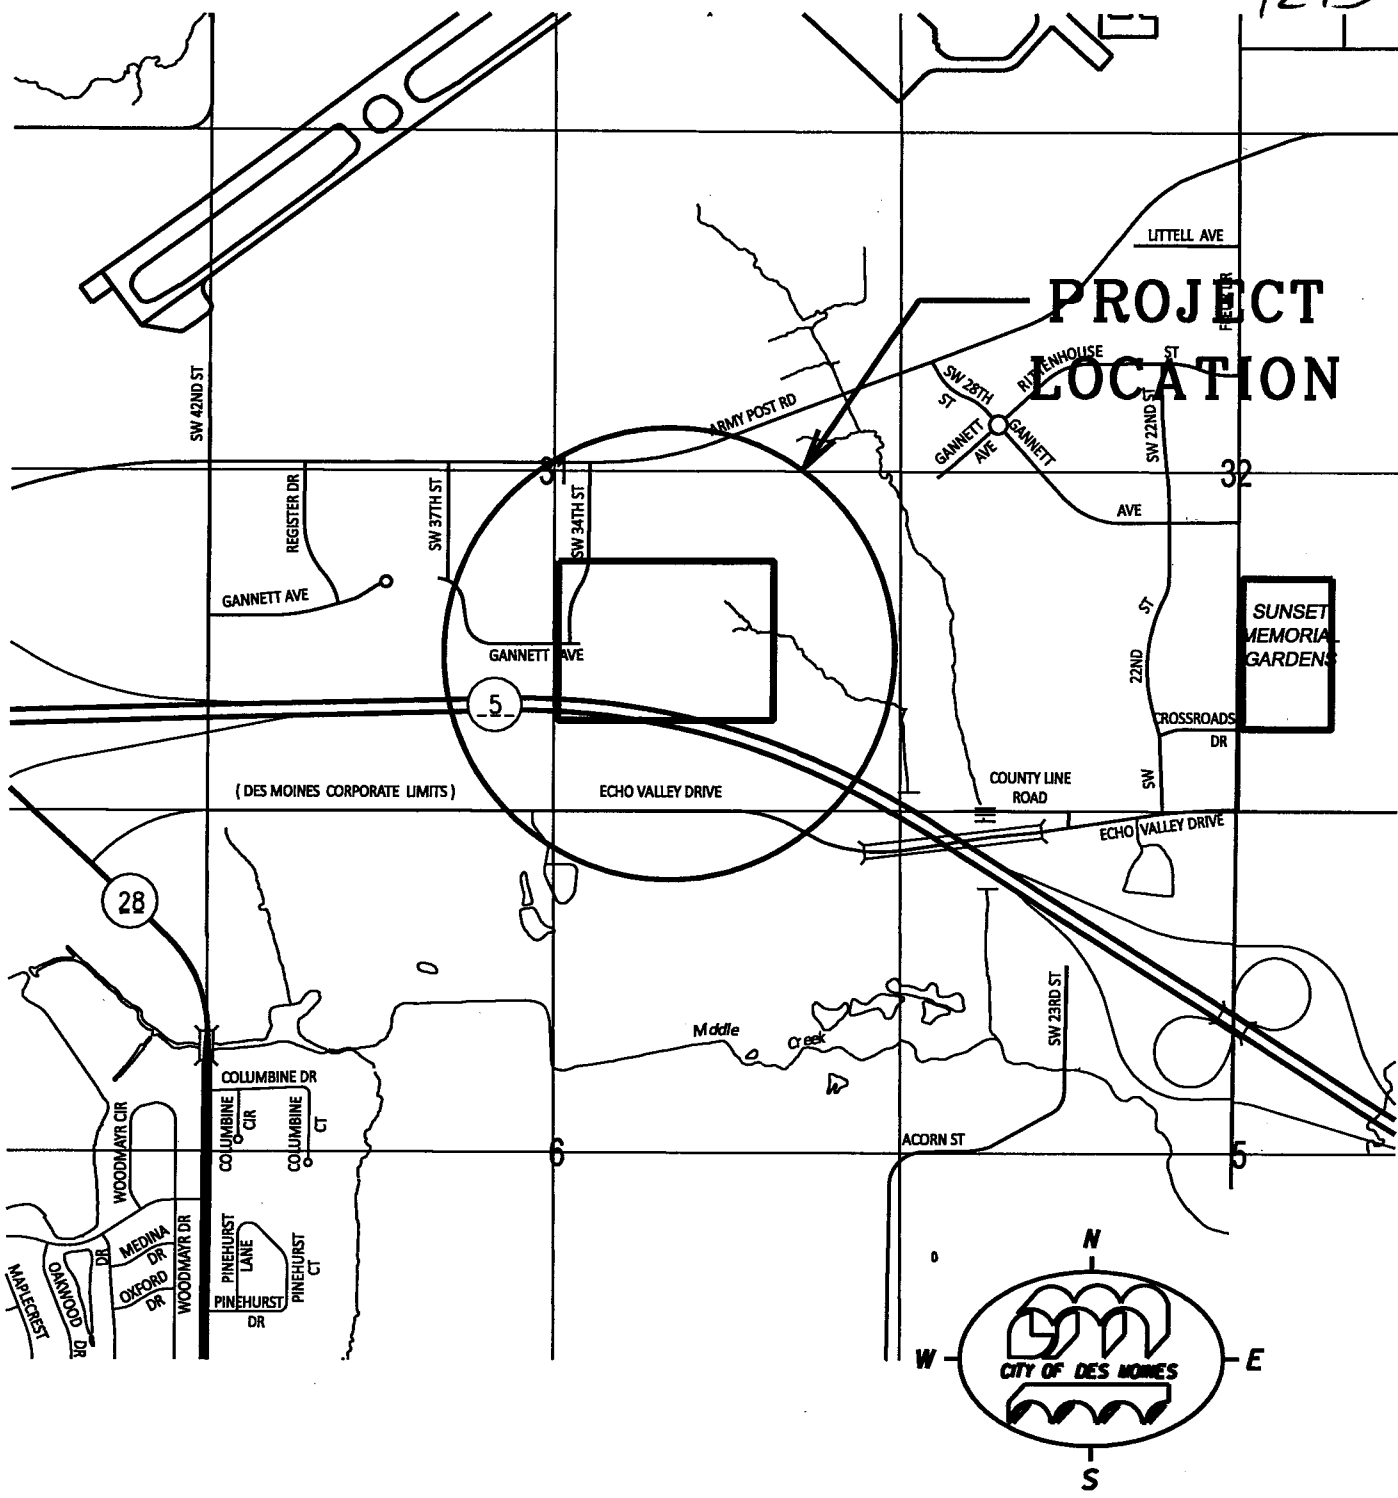 LITTELL AVE
PROJECT
LOCATION
RITTENHOUSE
ST
SW 42ND ST
ARMY POST RD
SW 28TH
ST
GANNETT
AVE
GANNETT
AVE
SW 22ND ST
31
32
REGISTER DR
SW 37TH ST
SW 34TH ST
GANNETT AVE
GANNETT AVE
ST
22ND
SW
SUNSET
MEMORIAL
GARDENS
5
CROSSROADS
DR
( DES MOINES CORPORATE LIMITS )
ECHO VALLEY DRIVE
COUNTY LINE
ROAD
ECHO VALLEY DRIVE
28
SW 23RD ST
Middle
Creek
COLUMBINE DR
COLUMBINE
CIR
COLUMBINE
CT
WOODMAYR CIR
ACORN ST
6
5
WOODMAYR DR
MEDINA
DR
OXFORD
DR
DR
PINEHURST
LANE
PINEHURST
CT
PINEHURST
DR
MAPLECREST
OAKWOOD DR
N
W
E
CITY OF DES MOINES
S